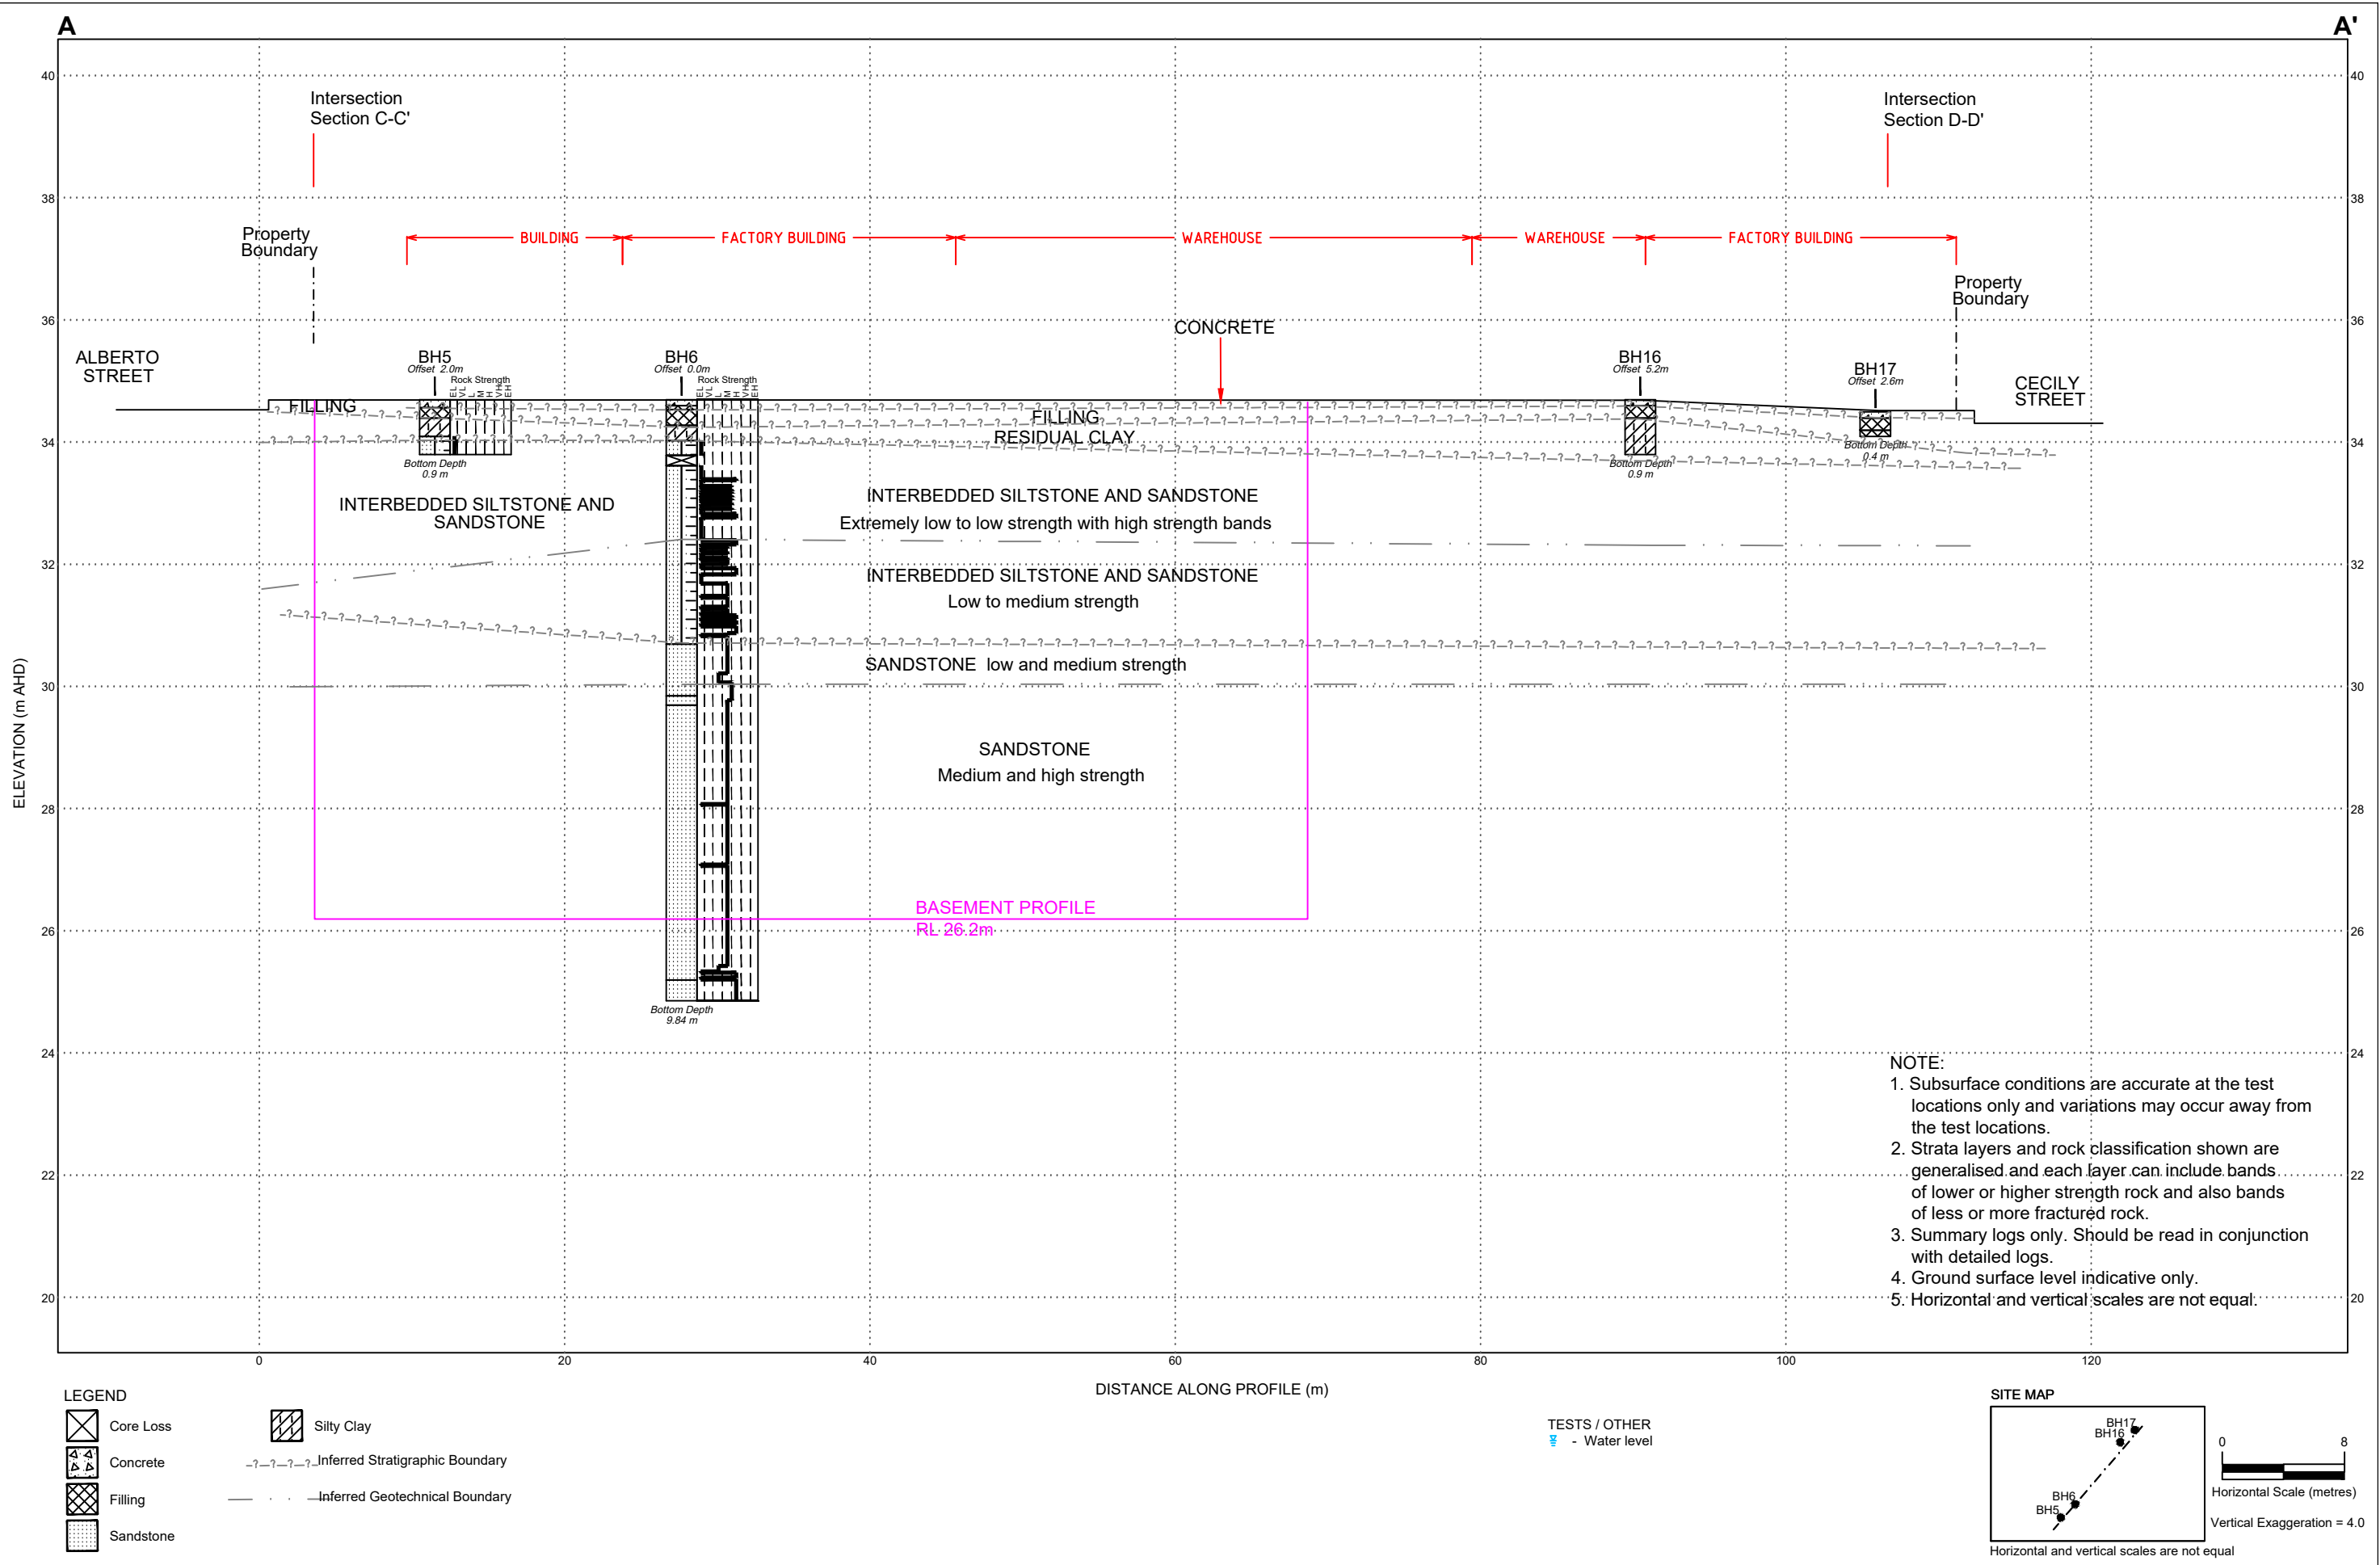 A
A'
40
40
Intersection
Section C-C'
Intersection
Section D-D'
38
38
Property
Boundary
BUILDING
FACTORY BUILDING
WAREHOUSE
WAREHOUSE
FACTORY BUILDING
Property
Boundary
36
36
CONCRETE
ALBERTO
STREET
BH5
Offset 2.0m
Rock Strength
EL
VL
L
M
H
VH
EH
BH6
Offset 0.0m
Rock Strength
EL
VL
L
M
H
VH
EH
BH16
Offset 5.2m
BH17
Offset 2.6m
CECILY
STREET
FILLING
FILLING
RESIDUAL CLAY
34
34
Bottom Depth
0.9 m
Bottom Depth
0.9 m
Bottom Depth
0.4 m
INTERBEDDED SILTSTONE AND
SANDSTONE
INTERBEDDED SILTSTONE AND SANDSTONE
Extremely low to low strength with high strength bands
32
32
INTERBEDDED SILTSTONE AND SANDSTONE
Low to medium strength
SANDSTONE low and medium strength
30
30
SANDSTONE
Medium and high strength
ELEVATION (m AHD)
28
28
BASEMENT PROFILE
RL 26.2m
26
26
Bottom Depth
9.84 m
24
24
22
22
20
20
NOTE:
1. Subsurface conditions are accurate at the test
locations only and variations may occur away from
the test locations.
2. Strata layers and rock classification shown are
generalised and each layer can include bands
of lower or higher strength rock and also bands
of less or more fractured rock.
3. Summary logs only. Should be read in conjunction
with detailed logs.
4. Ground surface level indicative only.
5. Horizontal and vertical scales are not equal.
0
20
40
60
80
100
120
DISTANCE ALONG PROFILE (m)
LEGEND
Core Loss
Concrete
Filling
Sandstone
Silty Clay
Inferred Stratigraphic Boundary
Inferred Geotechnical Boundary
TESTS / OTHER
- Water level
SITE MAP
BH17
BH16
BH6
BH5
0
8
Horizontal Scale (metres)
Vertical Exaggeration = 4.0
Horizontal and vertical scales are not equal